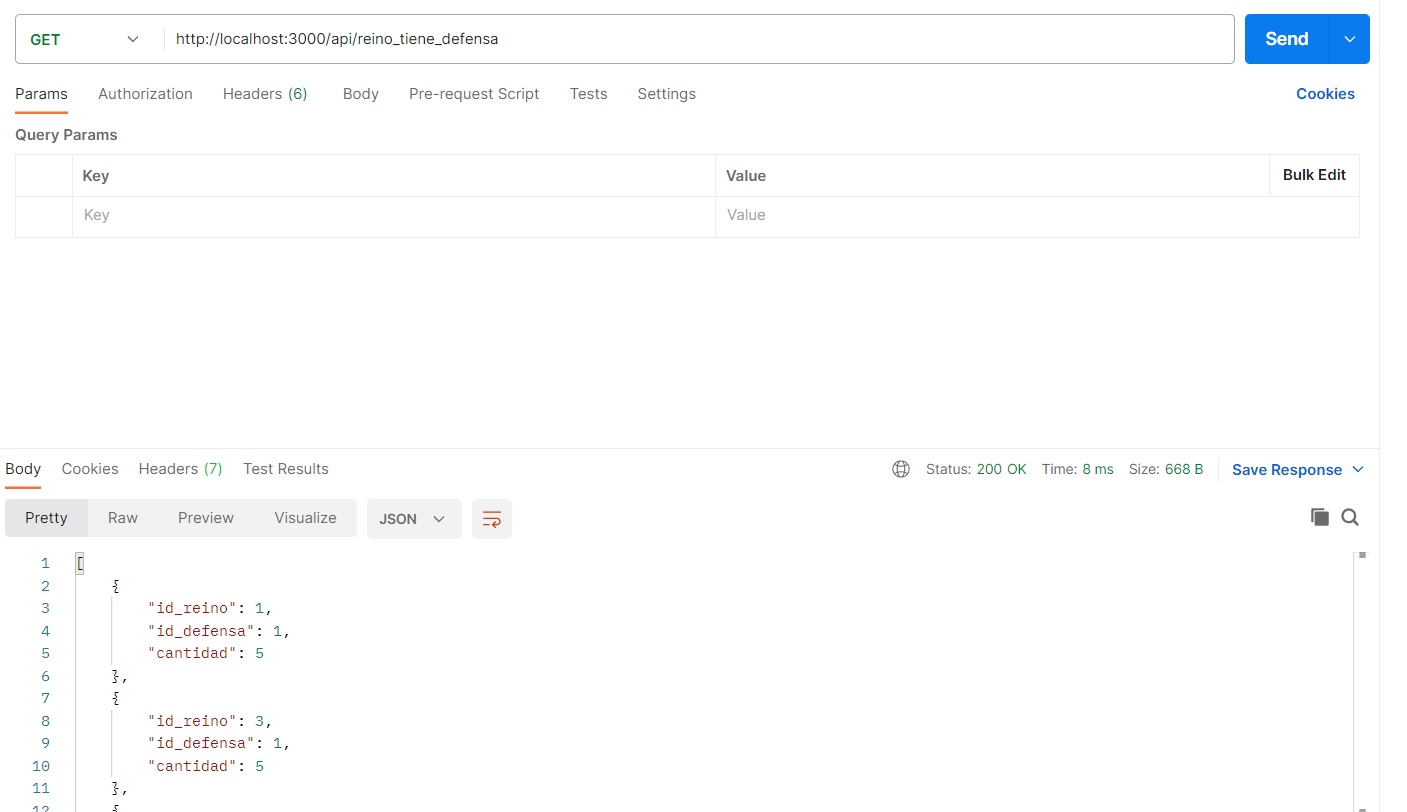 GET http://localhost:3000/api/reino_tiene_defensa Send
Params Authorization Headers (6) Body Pre-request Script Tests Settings Cookies
Query Params
Key Value Bulk Edit
Key Value
Body Cookies Headers (7) Test Results Status: 200 OK Time: 8 ms Size: 668 B Save Response
Pretty Raw Preview Visualize JSON
1 [
2 {
3 "id_reino": 1,
4 "id_defensa": 1,
5 "cantidad": 5
6 },
7 {
8 "id_reino": 3,
9 "id_defensa": 1,
10 "cantidad": 5
11 },
12 {